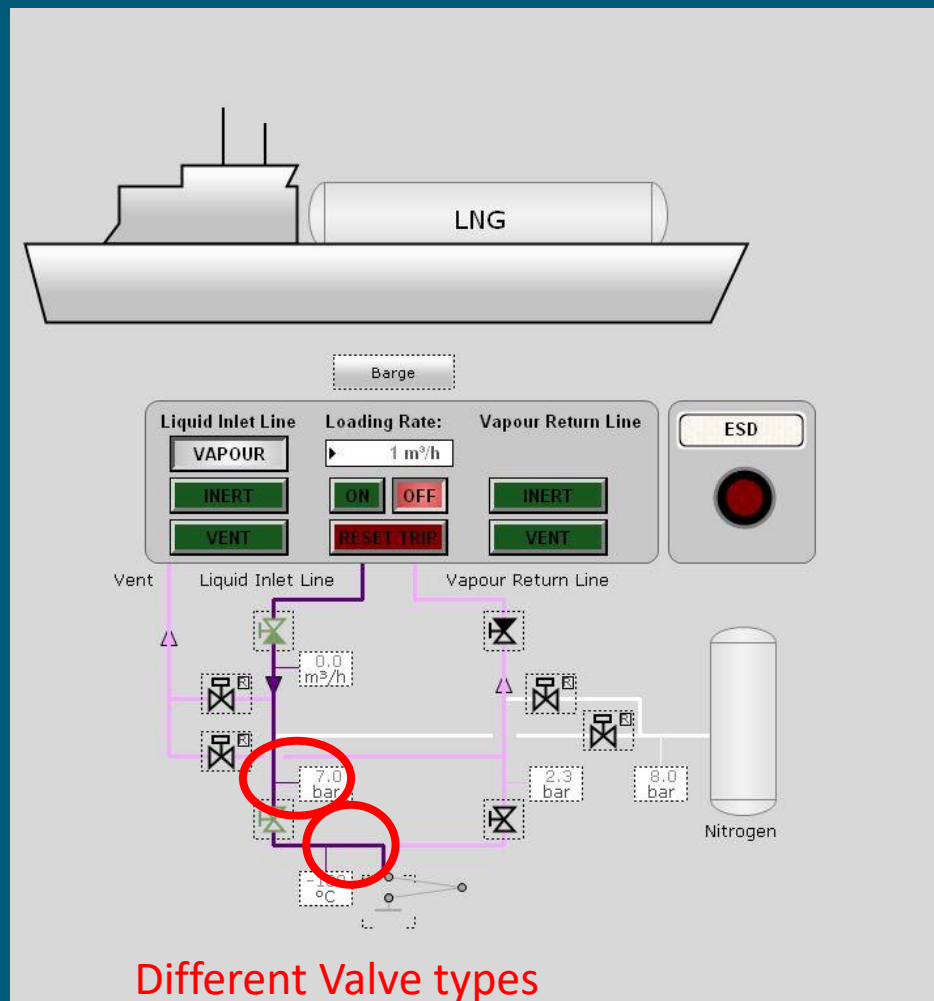 LNG
Barge
Liquid Inlet Line
Loading Rate:
Vapour Return Line
ESD
VAPOUR
1 m³/h
INERT
ON
OFF
INERT
VENT
RESET TRIP
VENT
Vent
Liquid Inlet Line
Vapour Return Line
0.0
m³/h
R
R
R
R
7.0
bar
2.3
bar
8.0
bar
Nitrogen
°C
Different Valve types